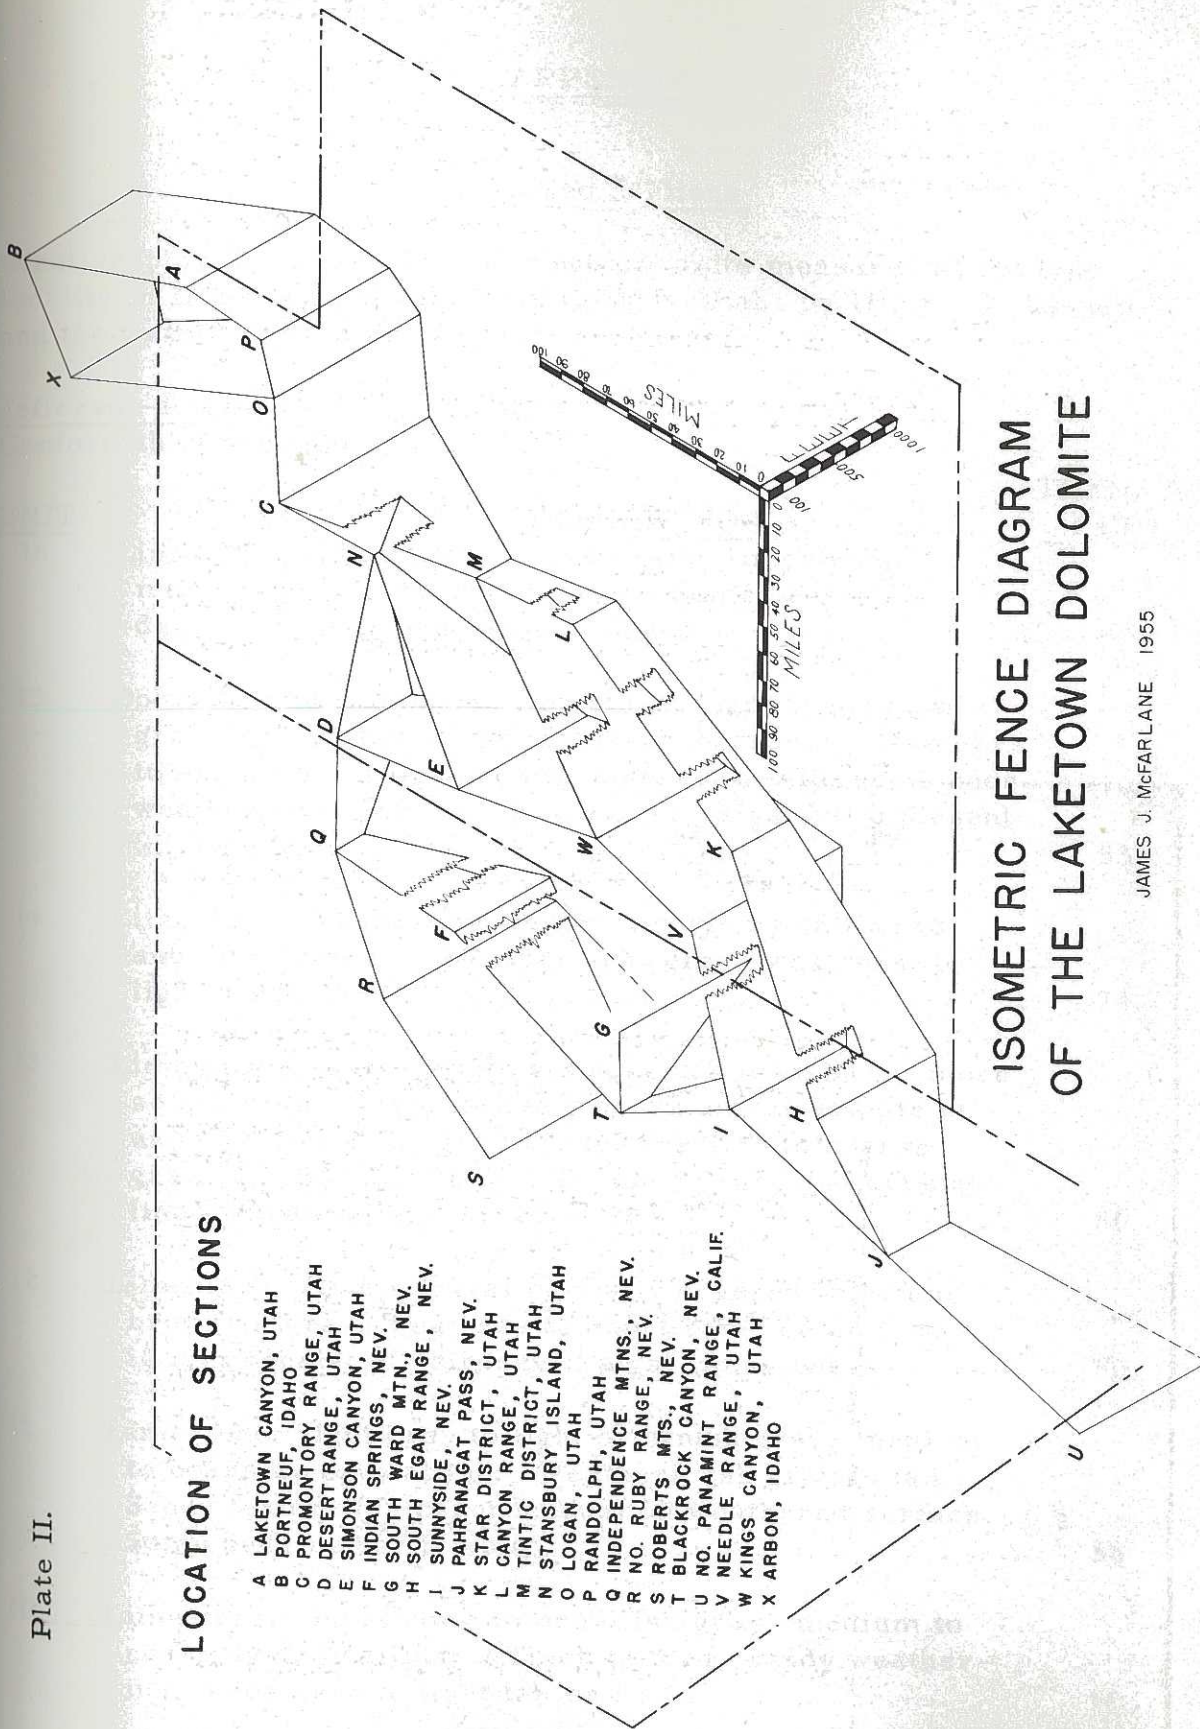 Plate II.
LOCATION OF SECTIONS
A LAKETOWN CANYON, UTAH
B PORTNEUF, IDAHO
C PROMONTORY RANGE, UTAH
D DESERT RANGE, UTAH
E SIMONSON CANYON, UTAH
F INDIAN SPRINGS, NEV.
G SOUTH WARD MTN., NEV.
H SOUTH EGAN RANGE, NEV.
I SUNNYSIDE, NEV.
J PAHRANAGAT PASS, NEV.
K STAR DISTRICT, UTAH
L CANYON RANGE, UTAH
M TINTIC DISTRICT, UTAH
N STANSBURY ISLAND, UTAH
O LOGAN, UTAH
P RANDOLPH, UTAH
Q INDEPENDENCE MTNS., NEV.
R NO. RUBY RANGE, NEV.
S ROBERTS MTS., NEV.
T BLACKROCK CANYON, NEV.
U NO. PANAMINT RANGE, CALIF.
V NEEDLE RANGE, UTAH
W KINGS CANYON, UTAH
X ARBON, IDAHO
U
J
S
T
I
H
R
G
V
K
Q
F
W
D
E
L
N
M
C
O
P
X
A
B
100 90 80 70 60 50 40 30 20 10 0
MILES
0 10 20 30 40 50 60 70 80 90 100
MILES
100 500 1000
FEET
ISOMETRIC FENCE DIAGRAM
OF THE LAKETOWN DOLOMITE
JAMES J. McFARLANE 1955